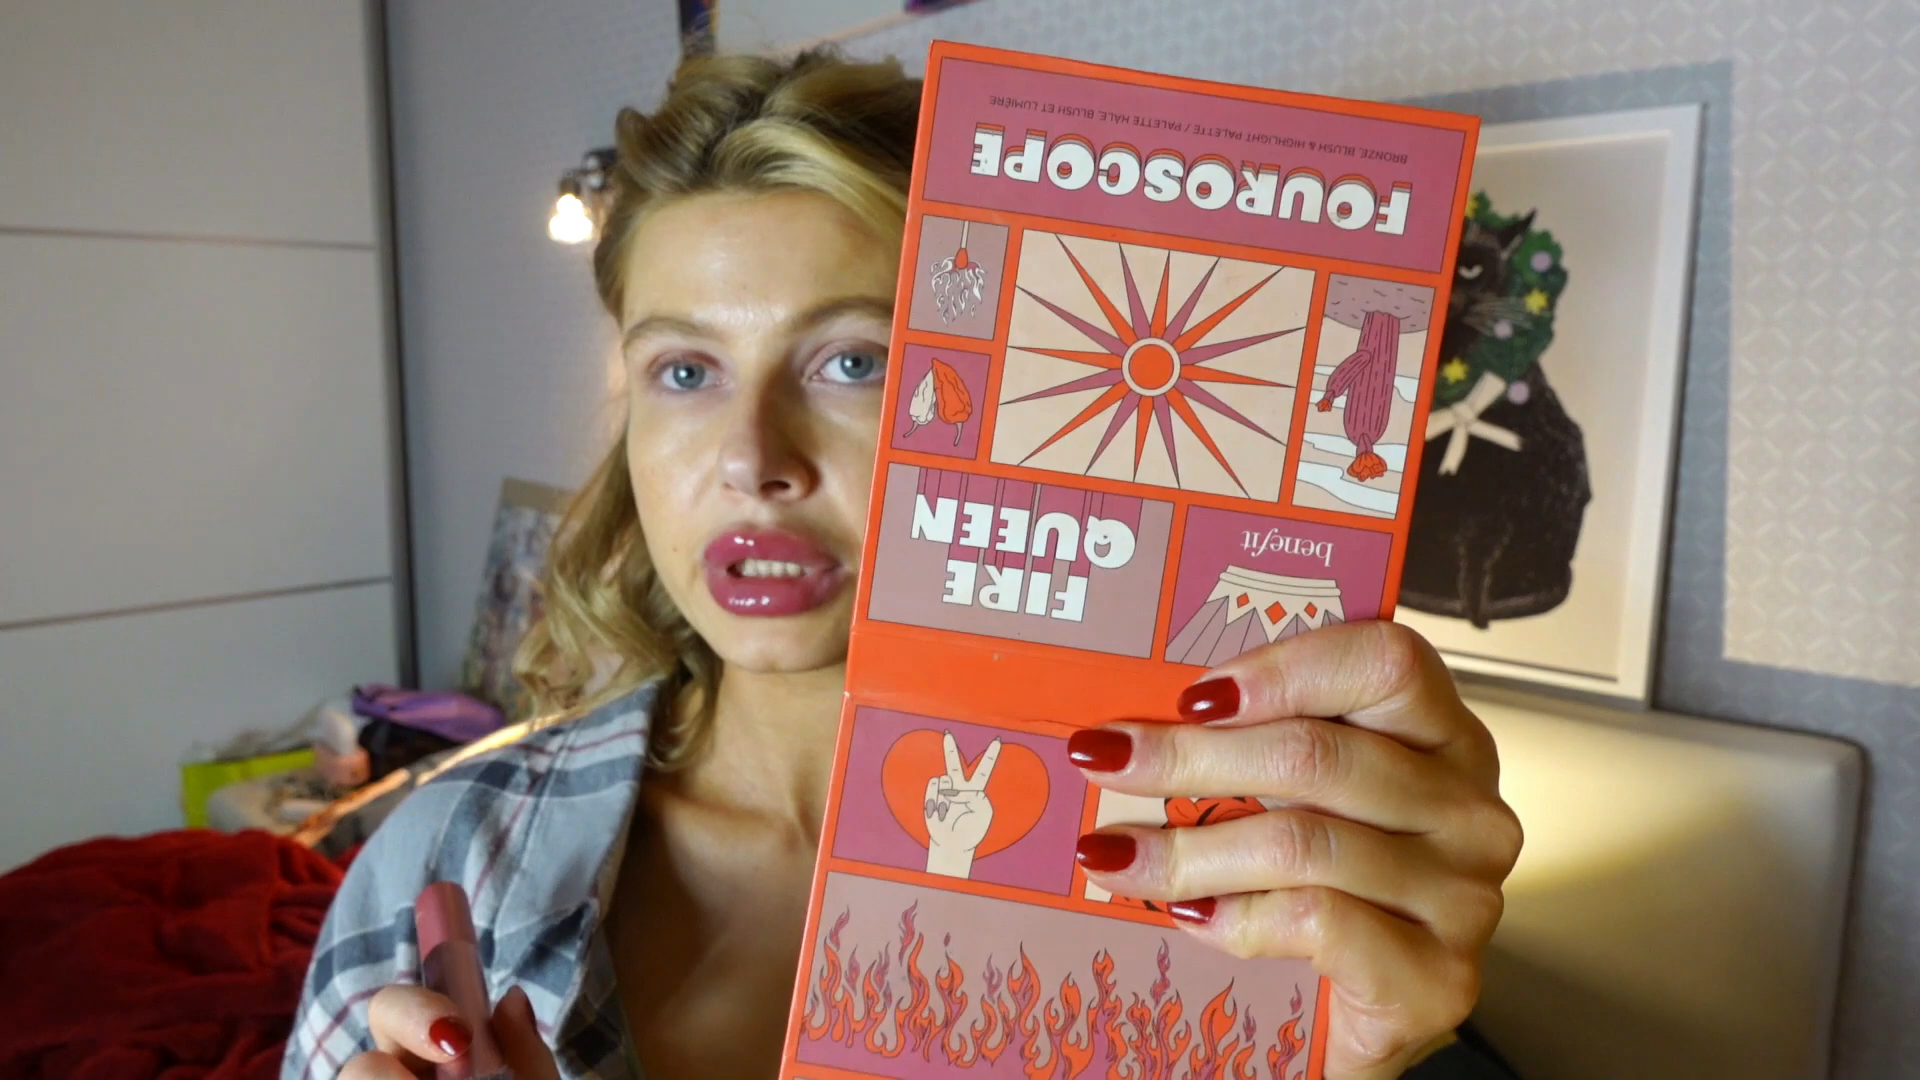 benefit
FIRE
QUEEN
FOUROSCOPE
BRONZE, BLUSH & HIGHLIGHT PALETTE / PALETTE HÂLE, BLUSH ET LUMIÈRE